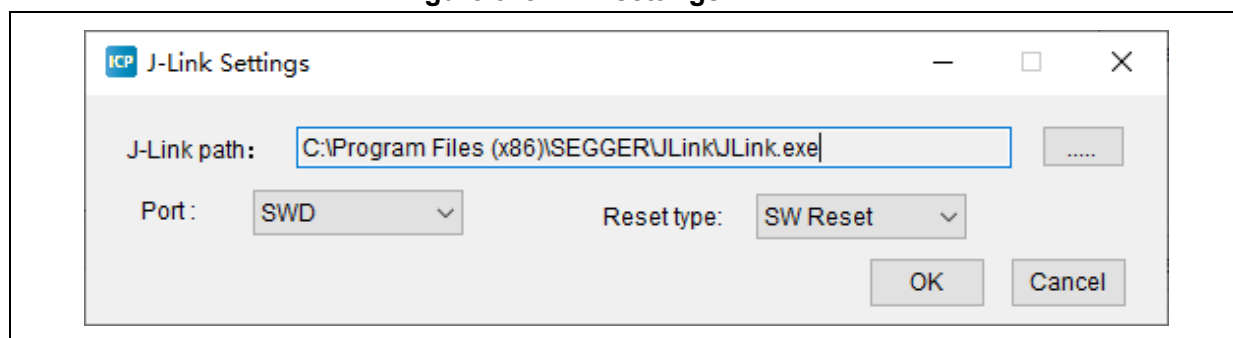 ICP J-Link Settings
J-Link path: C:\Program Files (x86)\SEGGER\JLink\JLink.exe .....
Port : SWD Reset type: SW Reset
OK Cancel